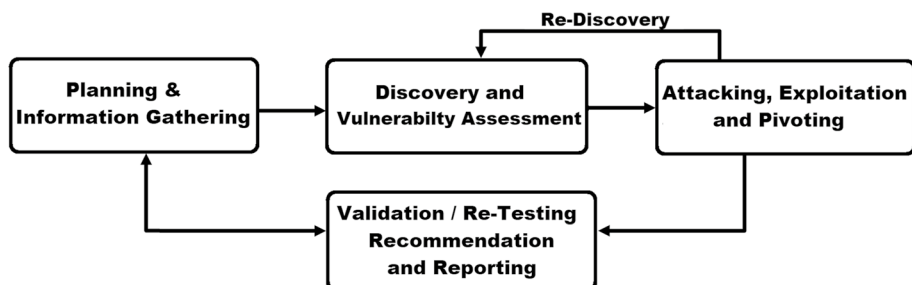 Re-Discovery
Planning &
Information Gathering
Discovery and
Vulnerabilty Assessment
Attacking, Exploitation
and Pivoting
Validation / Re-Testing
Recommendation
and Reporting